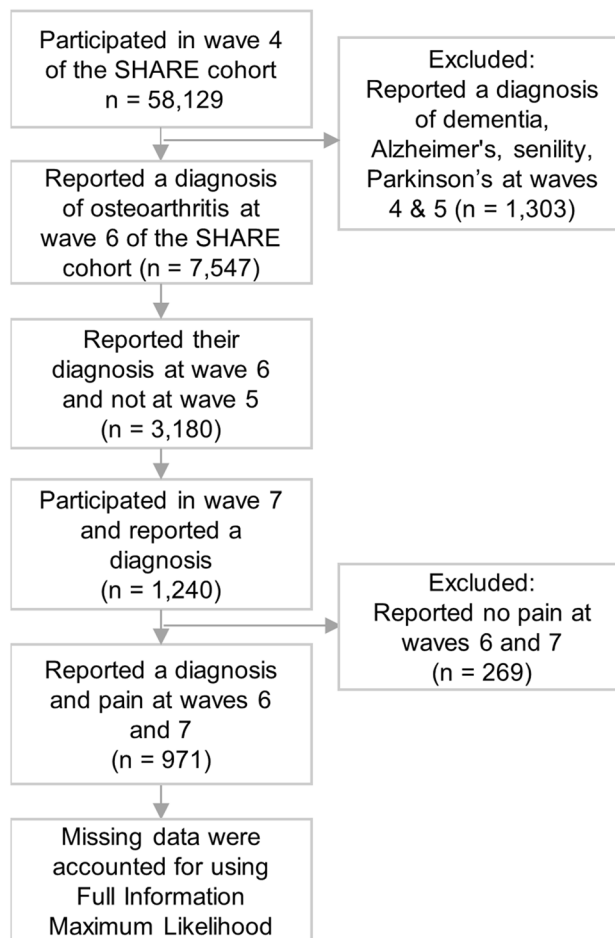 Participated in wave 4
of the SHARE cohort
n = 58,129
Excluded:
Reported a diagnosis
of dementia,
Alzheimer's, senility,
Parkinson’s at waves
4 & 5 (n = 1,303)
Reported a diagnosis
of osteoarthritis at
wave 6 of the SHARE
cohort (n = 7,547)
Reported their
diagnosis at wave 6
and not at wave 5
(n = 3,180)
Participated in wave 7
and reported a
diagnosis
(n = 1,240)
Excluded:
Reported no pain at
waves 6 and 7
(n = 269)
Reported a diagnosis
and pain at waves 6
and 7
(n = 971)
Missing data were
accounted for using
Full Information
Maximum Likelihood